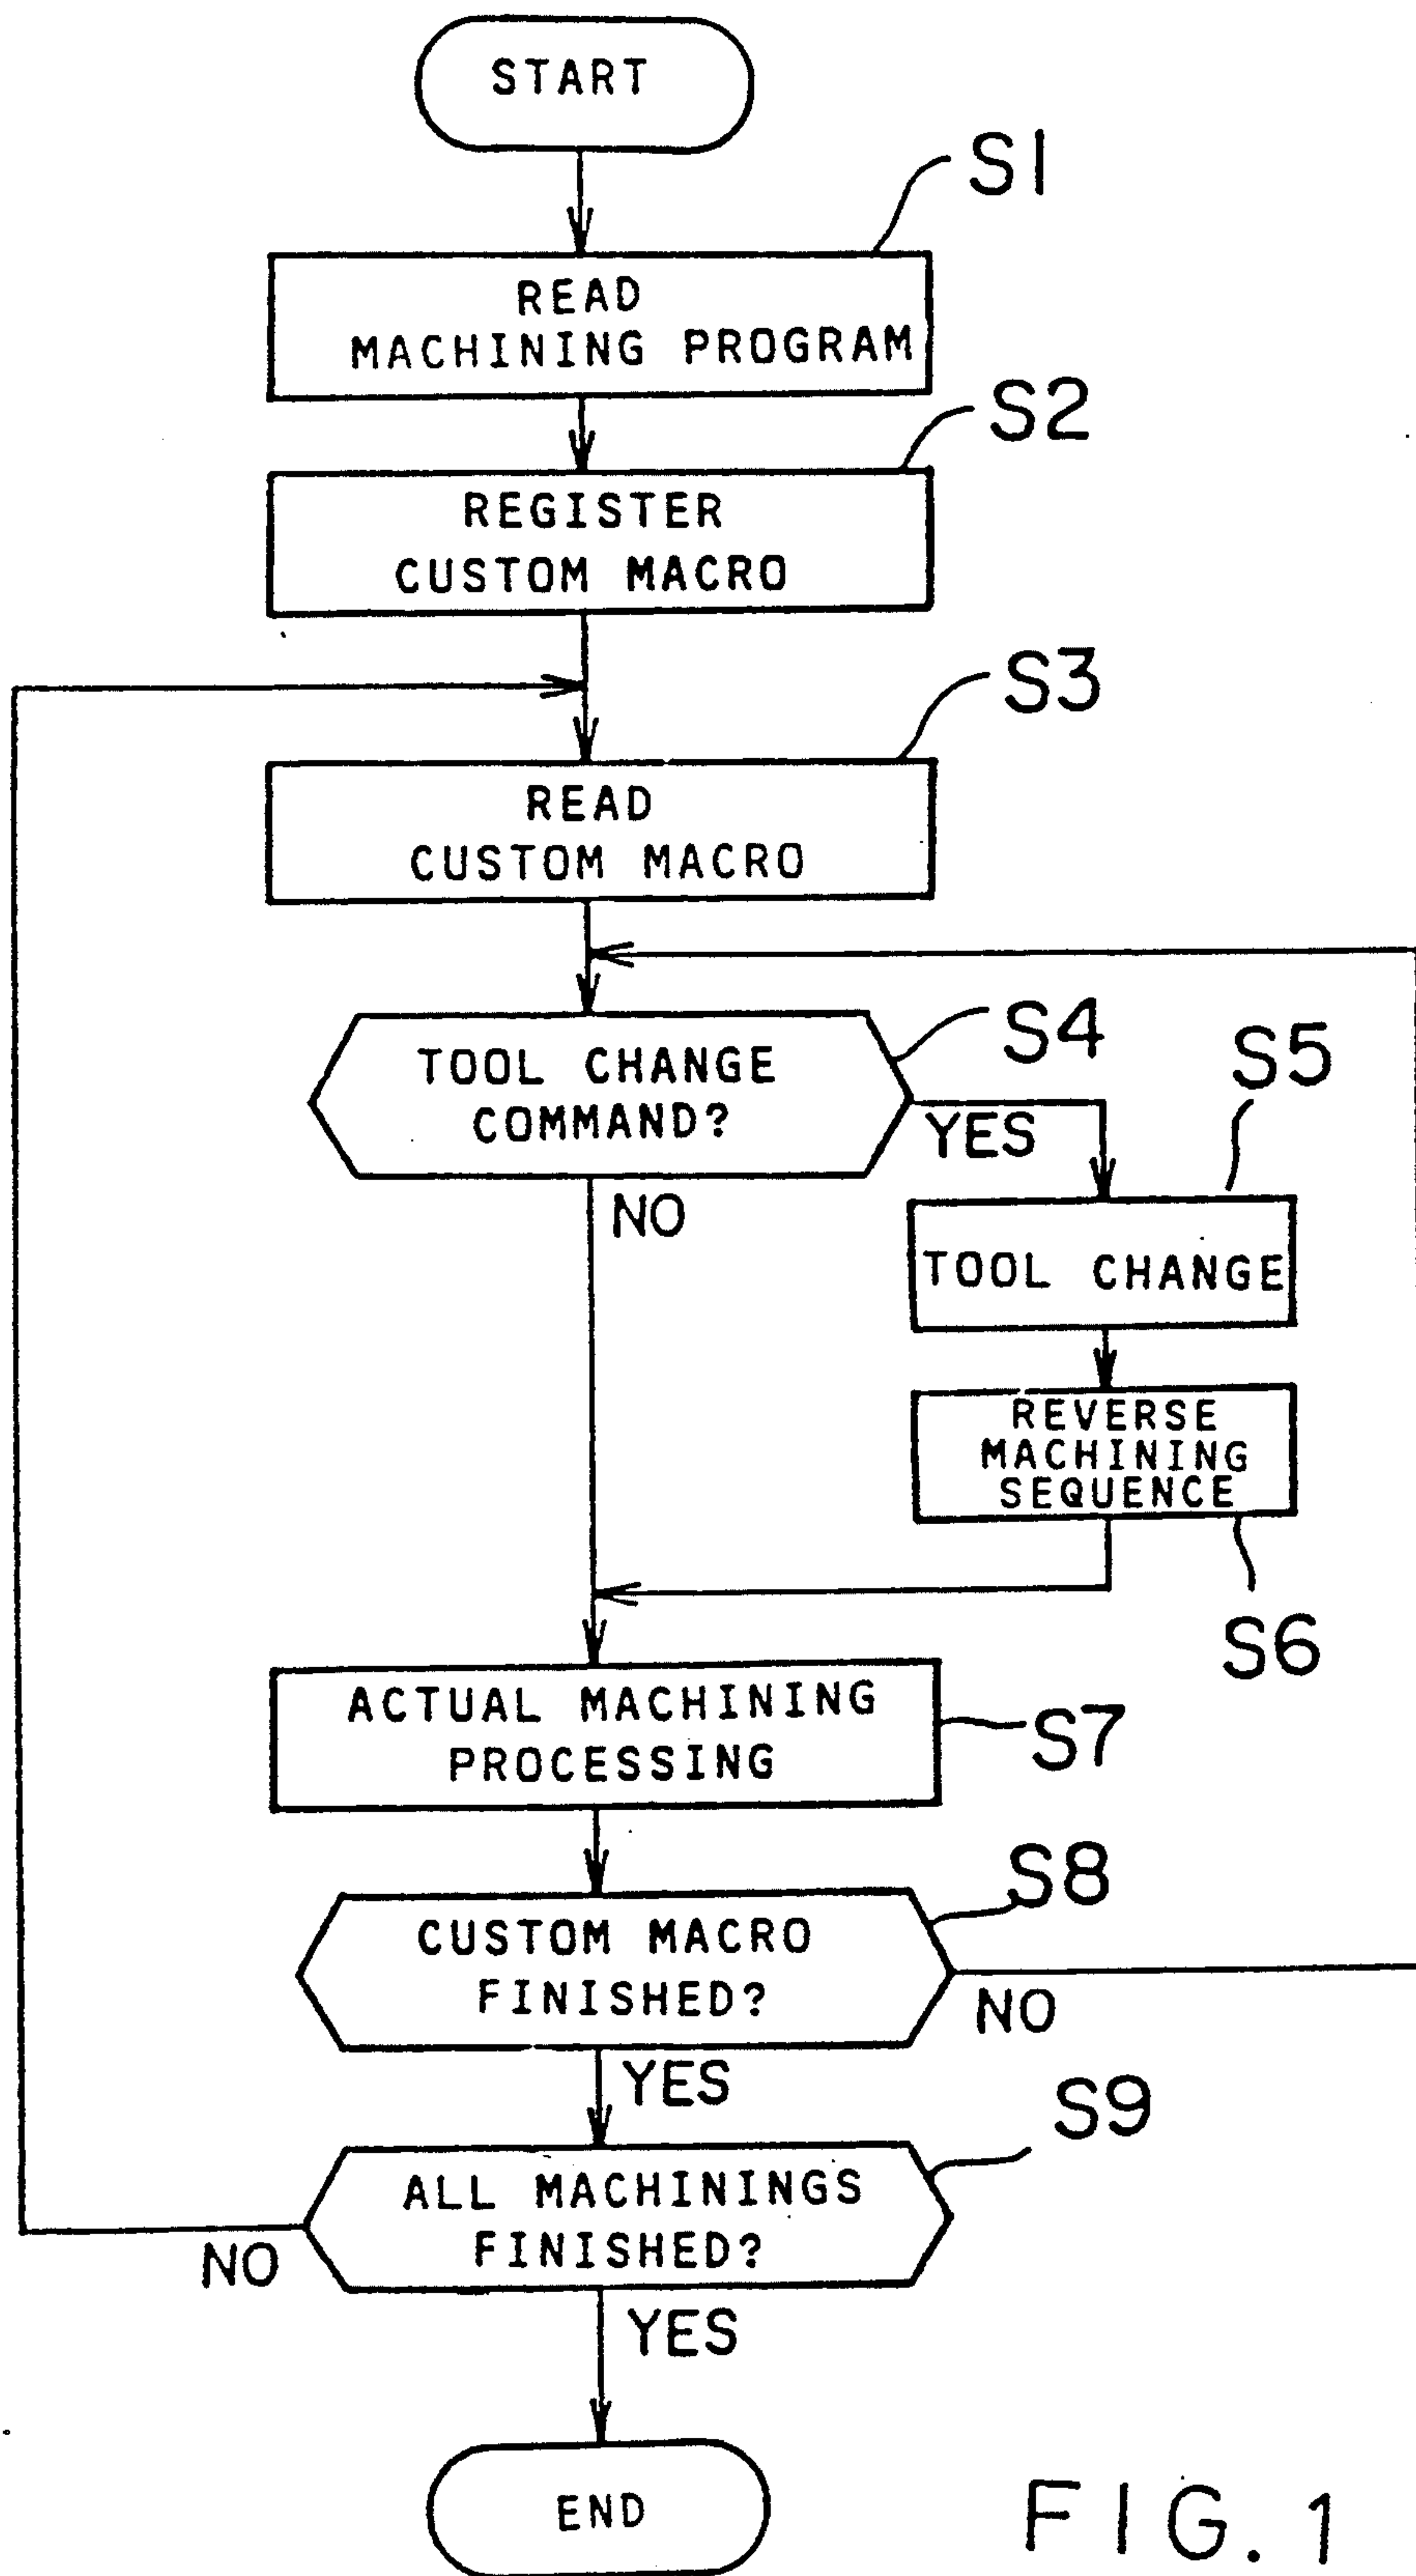 START
S1
READ
MACHINING PROGRAM
S2
REGISTER
CUSTOM MACRO
S3
READ
CUSTOM MACRO
S4
TOOL CHANGE
COMMAND?
YES
NO
S5
TOOL CHANGE
REVERSE
MACHINING
SEQUENCE
S6
ACTUAL MACHINING
PROCESSING
S7
S8
CUSTOM MACRO
FINISHED?
NO
YES
S9
ALL MACHININGS
FINISHED?
NO
YES
END
FIG. 1